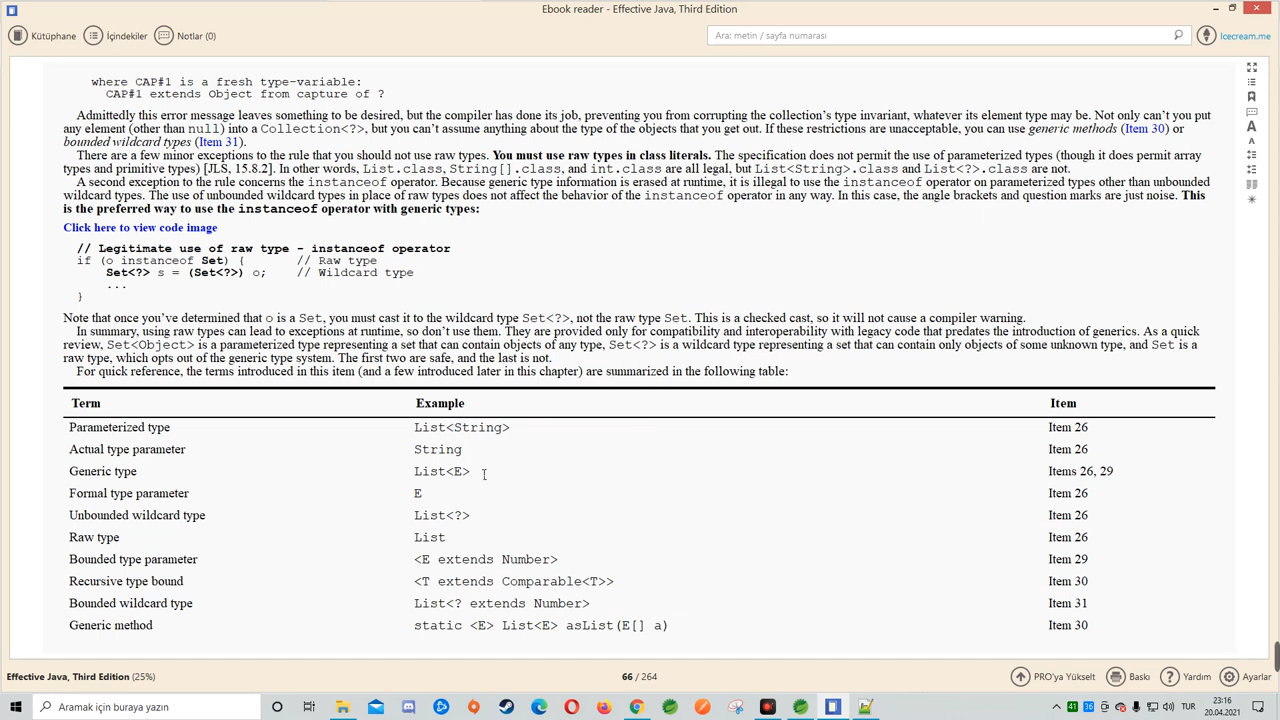 Ebook reader - Effective Java, Third Edition
Kütüphane İçindekiler Notlar (0) Ara: metin / sayfa numarası Icecream.me
where CAP#1 is a fresh type-variable:
CAP#1 extends Object from capture of ?
Admittedly this error message leaves something to be desired, but the compiler has done its job, preventing you from corrupting the collection's type invariant, whatever its element type may be. Not only can't you put
any element (other than null) into a Collection<?>, but you can't assume anything about the type of the objects that you get out. If these restrictions are unacceptable, you can use generic methods (Item 30) or
bounded wildcard types (Item 31).
There are a few minor exceptions to the rule that you should not use raw types. You must use raw types in class literals. The specification does not permit the use of parameterized types (though it does permit array
types and primitive types) [JLS, 15.8.2]. In other words, List.class, String[].class, and int.class are all legal, but List<String>.class and List<?>.class are not.
A second exception to the rule concerns the instanceof operator. Because generic type information is erased at runtime, it is illegal to use the instanceof operator on parameterized types other than unbounded
wildcard types. The use of unbounded wildcard types in place of raw types does not affect the behavior of the instanceof operator in any way. In this case, the angle brackets and question marks are just noise. This
is the preferred way to use the instanceof operator with generic types:
Click here to view code image
// Legitimate use of raw type - instanceof operator
if (o instanceof Set) { // Raw type
Set<?> s = (Set<?>) o; // Wildcard type
...
}
Note that once you've determined that o is a Set, you must cast it to the wildcard type Set<?>, not the raw type Set. This is a checked cast, so it will not cause a compiler warning.
In summary, using raw types can lead to exceptions at runtime, so don't use them. They are provided only for compatibility and interoperability with legacy code that predates the introduction of generics. As a quick
review, Set<Object> is a parameterized type representing a set that can contain objects of any type, Set<?> is a wildcard type representing a set that can contain only objects of some unknown type, and Set is a
raw type, which opts out of the generic type system. The first two are safe, and the last is not.
For quick reference, the terms introduced in this item (and a few introduced later in this chapter) are summarized in the following table:
Term Example Item
Parameterized type List<String> Item 26
Actual type parameter String Item 26
Generic type List<E> Items 26, 29
Formal type parameter E Item 26
Unbounded wildcard type List<?> Item 26
Raw type List Item 26
Bounded type parameter <E extends Number> Item 29
Recursive type bound <T extends Comparable<T>> Item 30
Bounded wildcard type List<? extends Number> Item 31
Generic method static <E> List<E> asList(E[] a) Item 30
Effective Java, Third Edition (25%) 66 / 264 PRO'ya Yükselt Baskı Yardım Ayarlar
Aramak için buraya yazın 41 36 TUR 23:16
20.04.2021